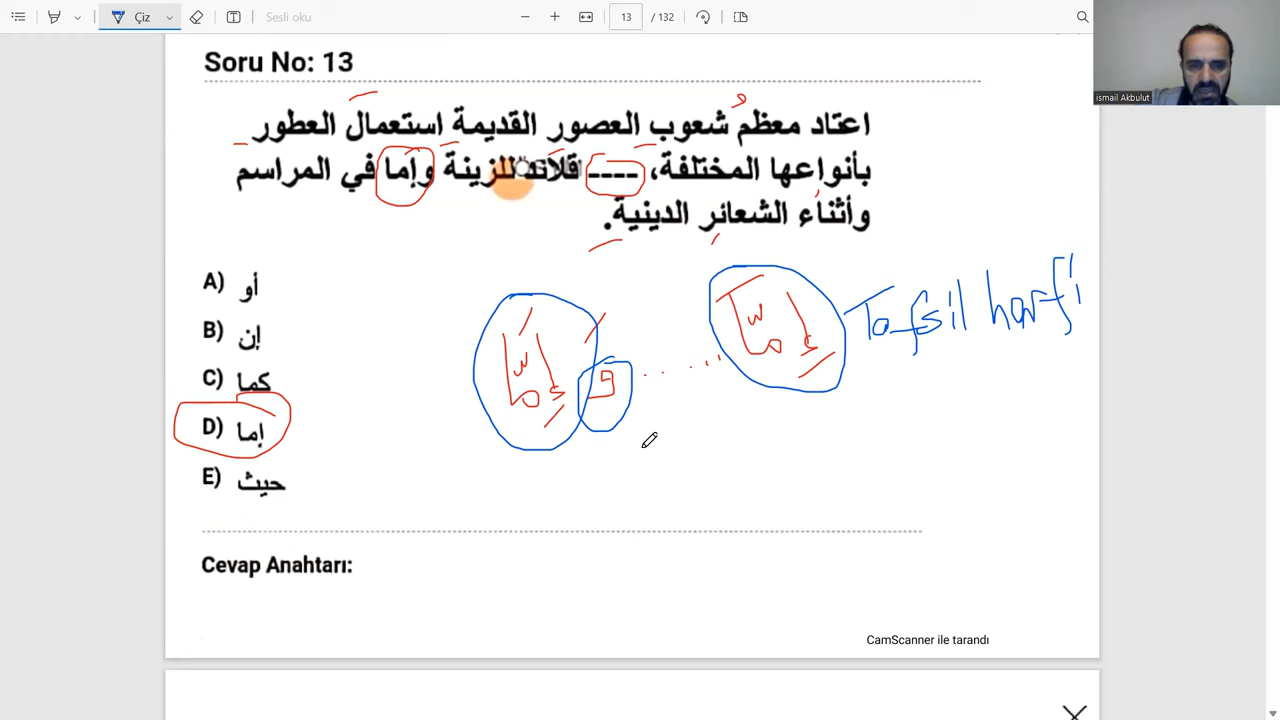 Çiz
Sesli oku
13 / 132
ismail Akbulut
Soru No: 13
اعتاد معظم شعوب العصور القديمة استعمال العطور
بأنواعها المختلفة، ---- للزينة وإما في المراسم
وأثناء الشعائر الدينية.
A) أو
B) إن
C) كما
D) إما
E) حيث
إمّا ..... وَ إمّا Tafsil harfi
Cevap Anahtarı:
CamScanner ile tarandı